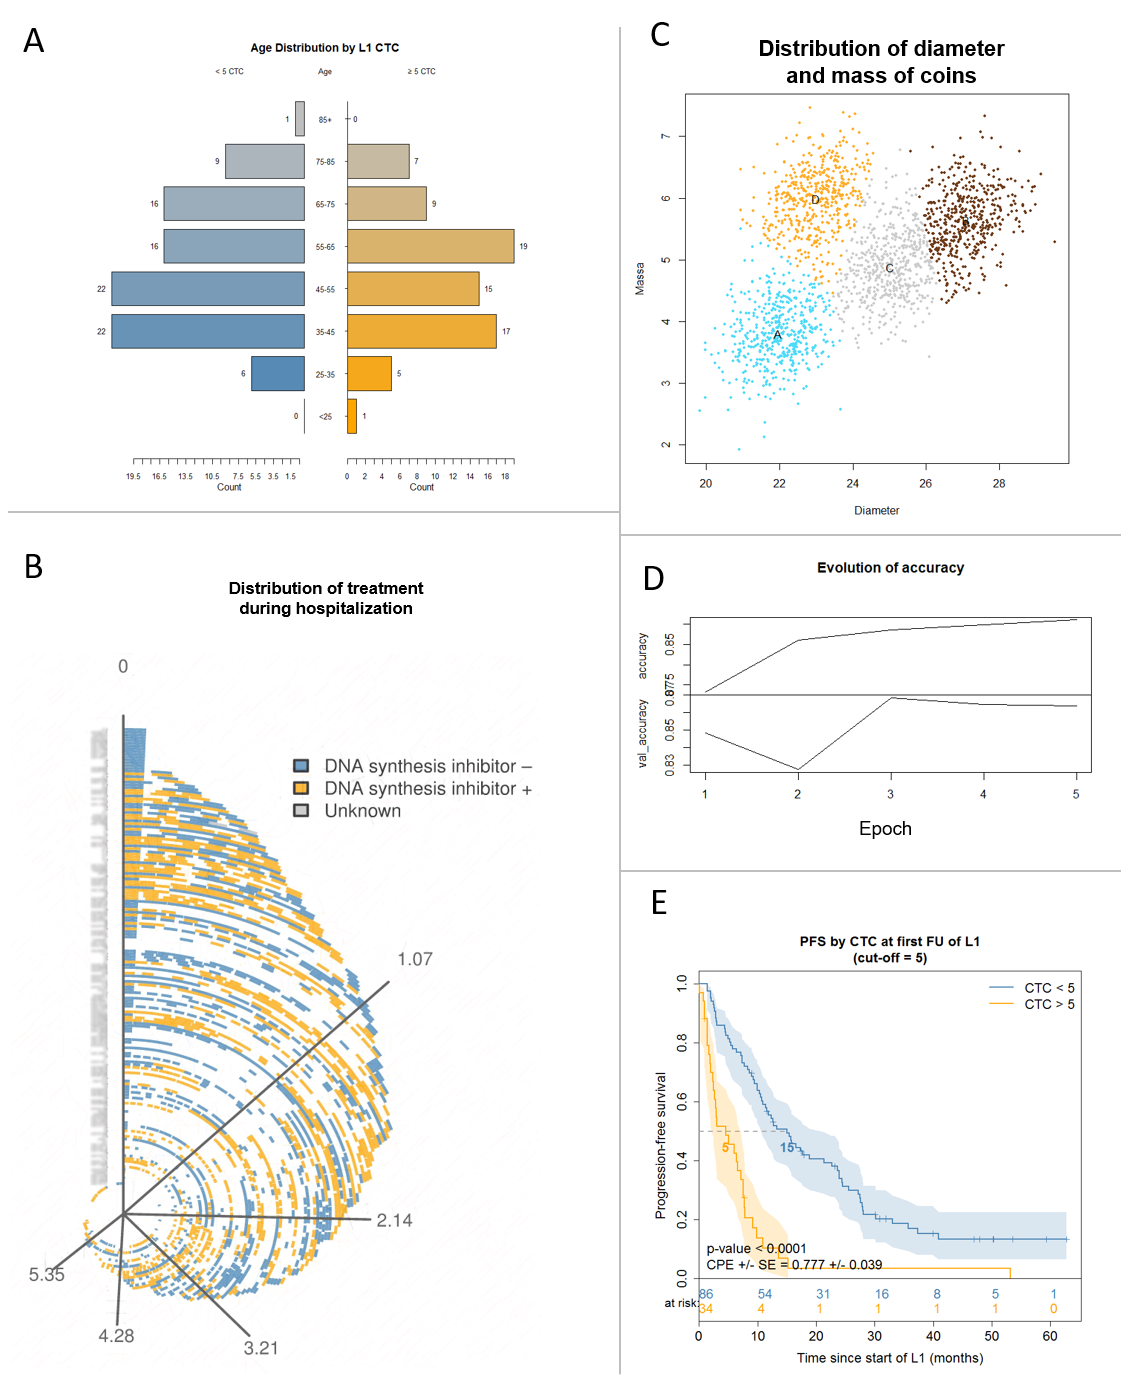 A
Age Distribution by L1 CTC
< 5 CTC Age ≥ 5 CTC
1 85+ 0
9 75-85 7
16 65-75 9
16 55-65 19
22 45-55 15
22 35-45 17
6 25-35 5
0 <25 1
19.5 16.5 13.5 10.5 7.5 5.5 3.5 1.5 0 2 4 6 8 10 12 14 16 18
Count Count
B
Distribution of treatment
during hospitalization
0
DNA synthesis inhibitor –
DNA synthesis inhibitor +
Unknown
1.07
2.14
3.21
4.28
5.35
C
Distribution of diameter
and mass of coins
Massa
7
6
5
4
3
2
D
C
A
20 22 24 26 28
Diameter
D
Evolution of accuracy
accuracy
0.85
0.75
val_accuracy
0.87
0.85
0.83
1 2 3 4 5
Epoch
E
PFS by CTC at first FU of L1
(cut-off = 5)
CTC < 5
CTC > 5
Progression-free survival
1.0
0.8
0.6
0.4
0.2
0.0
5 15
p-value < 0.0001
CPE +/- SE = 0.777 +/- 0.039
at risk:
86 54 31 16 8 5 1
34 4 1 1 1 1 0
0 10 20 30 40 50 60
Time since start of L1 (months)